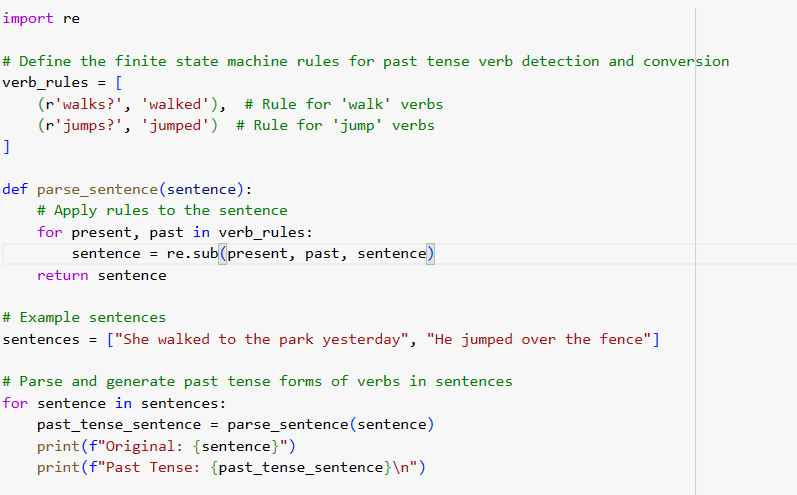 import re
# Define the finite state machine rules for past tense verb detection and conversion
verb_rules = [
    (r'walks?', 'walked'),  # Rule for 'walk' verbs
    (r'jumps?', 'jumped')  # Rule for 'jump' verbs
]
def parse_sentence(sentence):
    # Apply rules to the sentence
    for present, past in verb_rules:
        sentence = re.sub(present, past, sentence)
    return sentence
# Example sentences
sentences = ["She walked to the park yesterday", "He jumped over the fence"]
# Parse and generate past tense forms of verbs in sentences
for sentence in sentences:
    past_tense_sentence = parse_sentence(sentence)
    print(f"Original: {sentence}")
    print(f"Past Tense: {past_tense_sentence}\n")